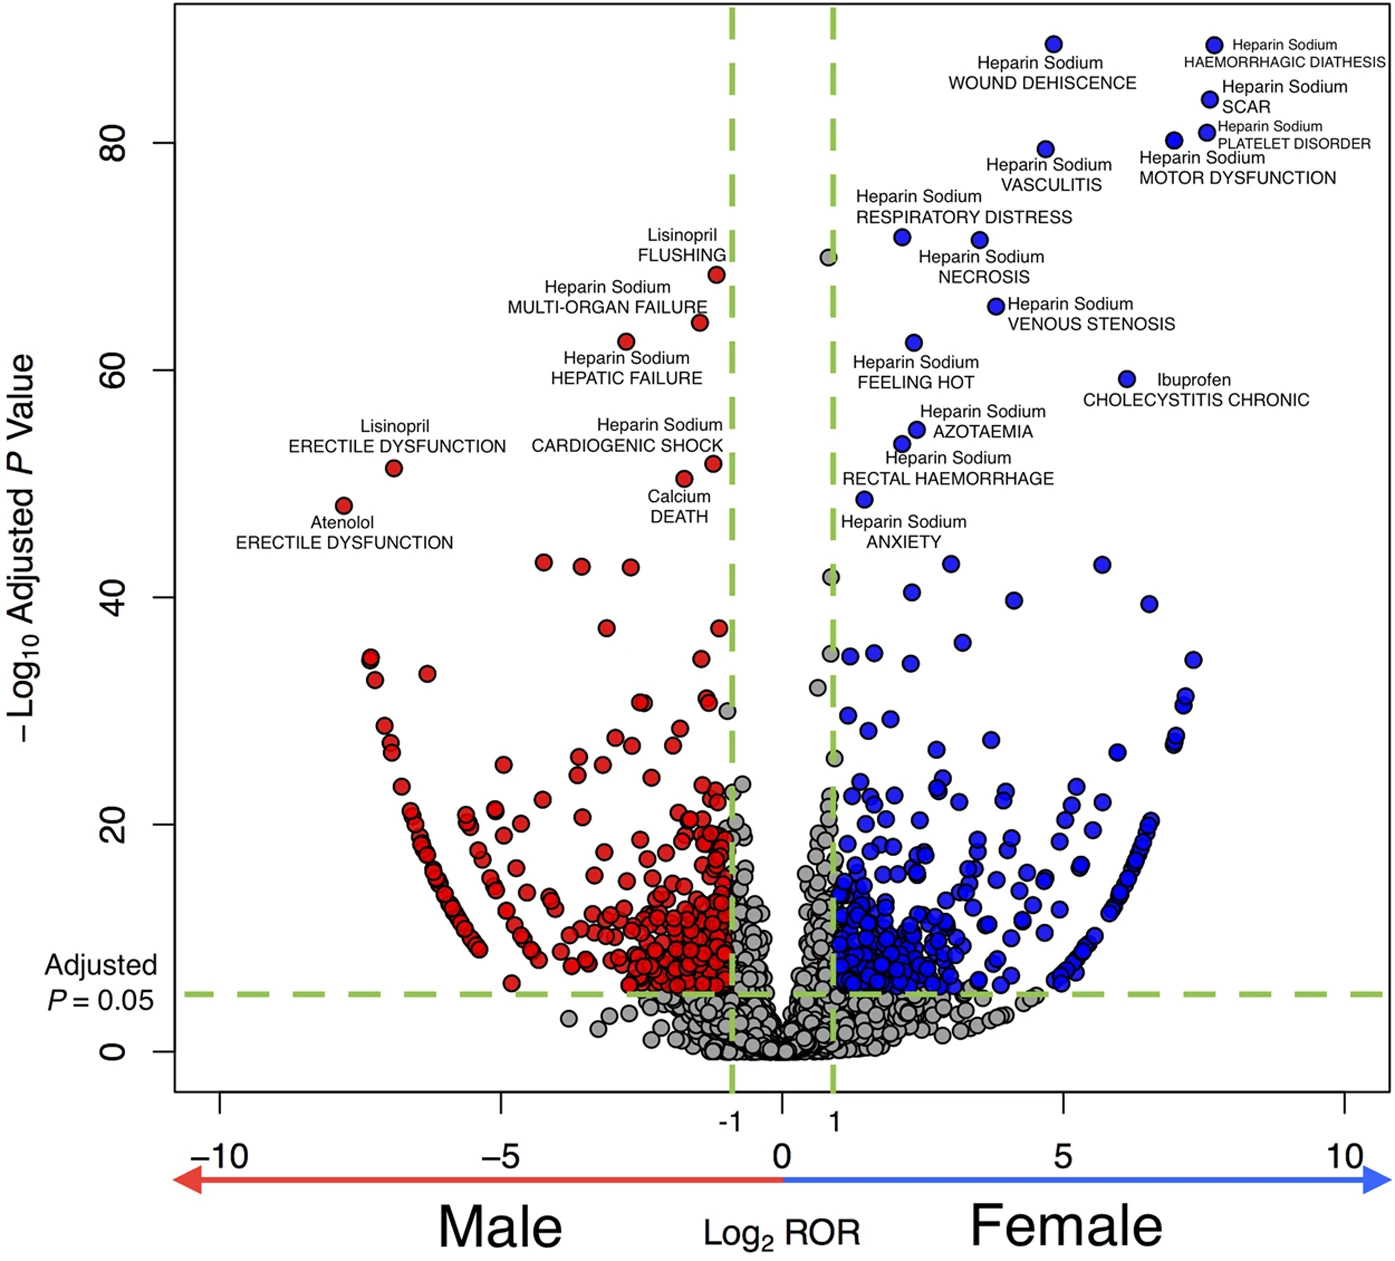 Heparin Sodium
WOUND DEHISCENCE
Heparin Sodium
HAEMORRHAGIC DIATHESIS
Heparin Sodium
SCAR
Heparin Sodium
PLATELET DISORDER
Heparin Sodium
MOTOR DYSFUNCTION
Heparin Sodium
VASCULITIS
Heparin Sodium
RESPIRATORY DISTRESS
Heparin Sodium
NECROSIS
Lisinopril
FLUSHING
Heparin Sodium
MULTI-ORGAN FAILURE
Heparin Sodium
VENOUS STENOSIS
Heparin Sodium
HEPATIC FAILURE
Heparin Sodium
FEELING HOT
Ibuprofen
CHOLECYSTITIS CHRONIC
Lisinopril
ERECTILE DYSFUNCTION
Heparin Sodium
CARDIOGENIC SHOCK
Heparin Sodium
AZOTAEMIA
Heparin Sodium
RECTAL HAEMORRHAGE
Calcium
DEATH
Atenolol
ERECTILE DYSFUNCTION
Heparin Sodium
ANXIETY
−Log10 Adjusted P Value
80
60
40
20
0
Adjusted
P = 0.05
-1
1
−10
−5
0
5
10
Male
Log2 ROR
Female